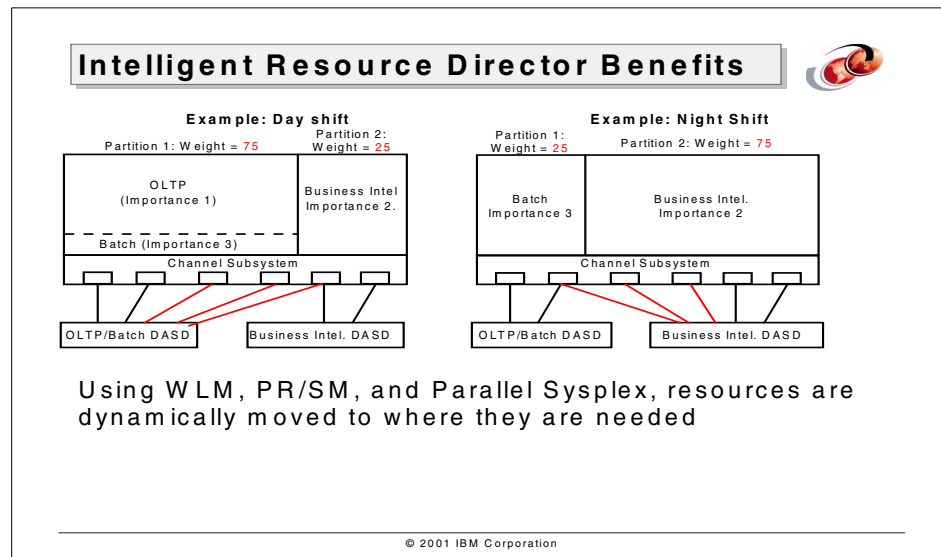 Intelligent Resource Director Benefits
Example: Day shift
Partition 1: Weight = 75
Partition 2:
Weight = 25
OLTP
(Importance 1)
Batch (Importance 3)
Business Intel
Importance 2.
Channel Subsystem
OLTP/Batch DASD
Business Intel. DASD
Example: Night Shift
Partition 1:
Weight = 25
Partition 2: Weight = 75
Batch
Importance 3
Business Intel.
Importance 2
Channel Subsystem
OLTP/Batch DASD
Business Intel. DASD
Using WLM, PR/SM, and Parallel Sysplex, resources are
dynamically moved to where they are needed
© 2001 IBM Corporation